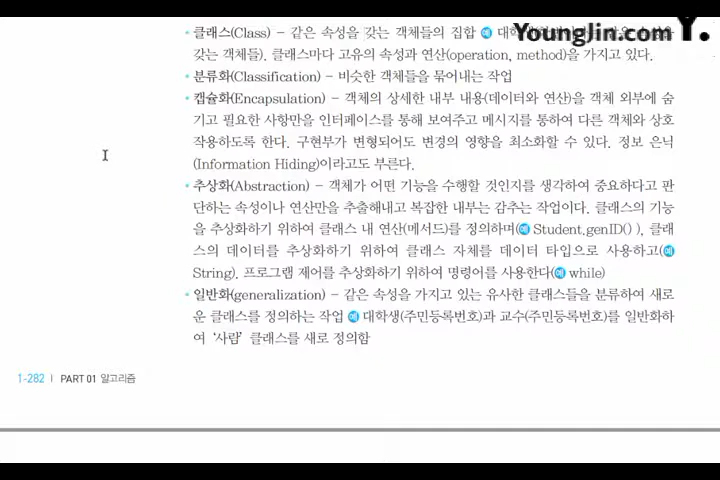 Younglin.com Y.
• 클래스(Class) – 같은 속성을 갖는 객체들의 집합 예 대학
갖는 객체들). 클래스마다 고유의 속성과 연산(operation, method)을 가지고 있다.
• 분류화(Classification) – 비슷한 객체들을 묶어내는 작업
• 캡슐화(Encapsulation) – 객체의 상세한 내부 내용(데이터와 연산)을 객체 외부에 숨
기고 필요한 사항만을 인터페이스를 통해 보여주고 메시지를 통하여 다른 객체와 상호
작용하도록 한다. 구현부가 변형되어도 변경의 영향을 최소화할 수 있다. 정보 은닉
(Information Hiding)이라고도 부른다.
• 추상화(Abstraction) – 객체가 어떤 기능을 수행할 것인지를 생각하여 중요하다고 판
단하는 속성이나 연산만을 추출해내고 복잡한 내부는 감추는 작업이다. 클래스의 기능
을 추상화하기 위하여 클래스 내 연산(메서드)을 정의하며(예 Student.genID() ), 클래
스의 데이터를 추상화하기 위하여 클래스 자체를 데이터 타입으로 사용하고(예
String), 프로그램 제어를 추상화하기 위하여 명령어를 사용한다(예 while)
• 일반화(generalization) – 같은 속성을 가지고 있는 유사한 클래스들을 분류하여 새로
운 클래스를 정의하는 작업 예 대학생(주민등록번호)과 교수(주민등록번호)를 일반화하
여 ‘사람’ 클래스를 새로 정의함
1-282 | PART 01 알고리즘